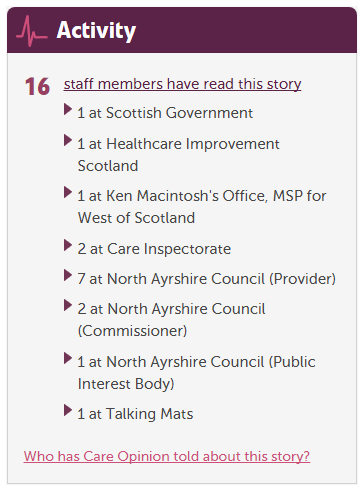 Activity
16 staff members have read this story
1 at Scottish Government
1 at Healthcare Improvement
Scotland
1 at Ken Macintosh's Office, MSP for
West of Scotland
2 at Care Inspectorate
7 at North Ayrshire Council (Provider)
2 at North Ayrshire Council
(Commissioner)
1 at North Ayrshire Council (Public
Interest Body)
1 at Talking Mats
Who has Care Opinion told about this story?